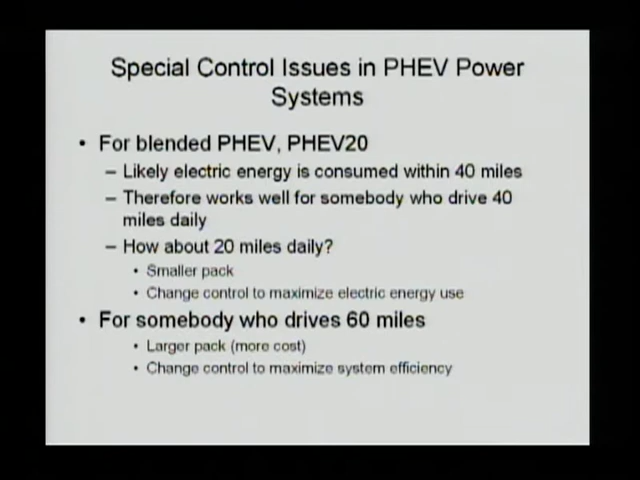 Special Control Issues in PHEV Power
Systems
• For blended PHEV, PHEV20
– Likely electric energy is consumed within 40 miles
– Therefore works well for somebody who drive 40
miles daily
– How about 20 miles daily?
• Smaller pack
• Change control to maximize electric energy use
• For somebody who drives 60 miles
• Larger pack (more cost)
• Change control to maximize system efficiency